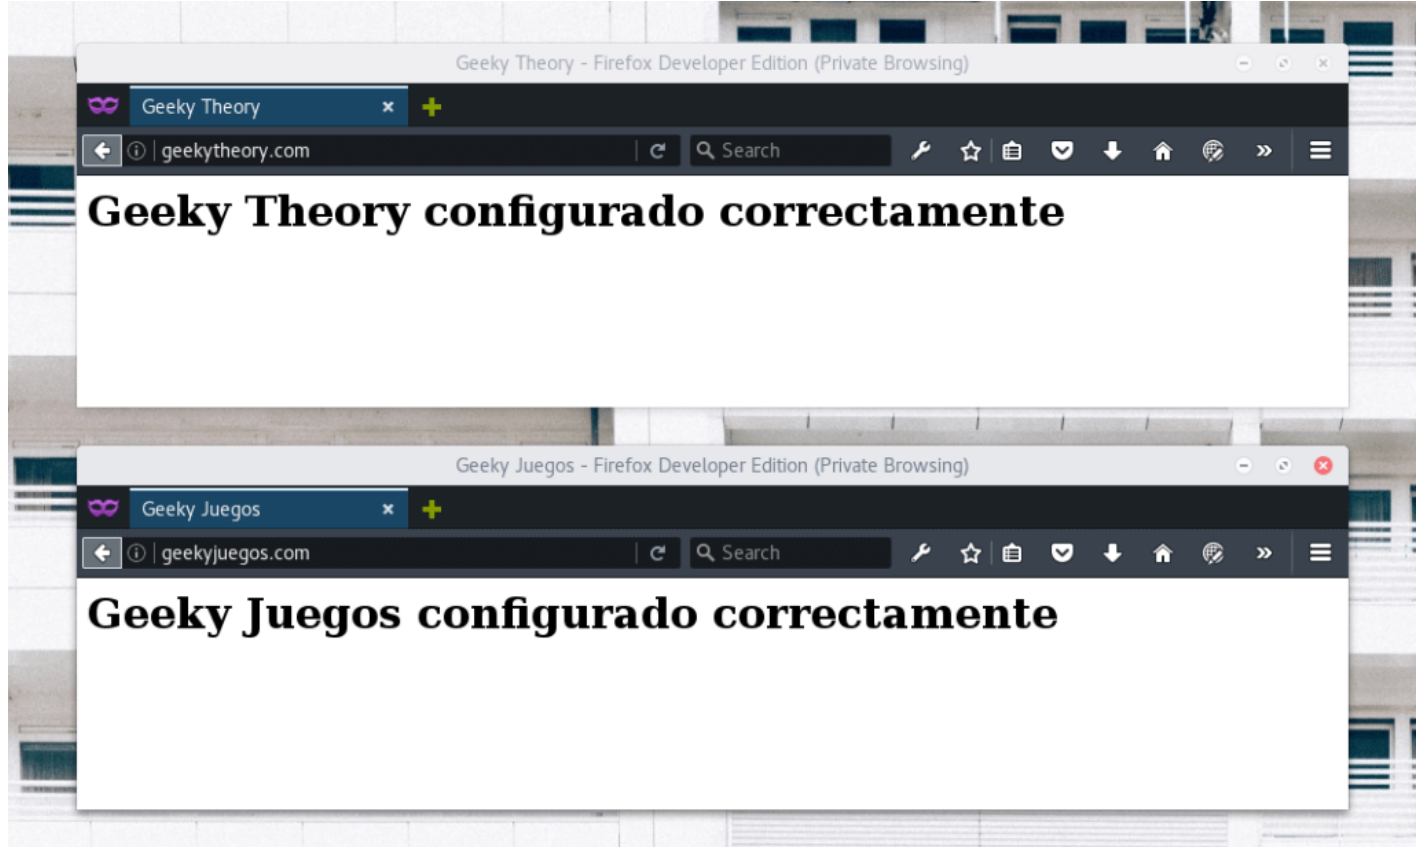 Geeky Theory - Firefox Developer Edition (Private Browsing)
Geeky Theory
geekytheory.com
Search
Geeky Theory configurado correctamente
Geeky Juegos - Firefox Developer Edition (Private Browsing)
Geeky Juegos
geekyjuegos.com
Search
Geeky Juegos configurado correctamente